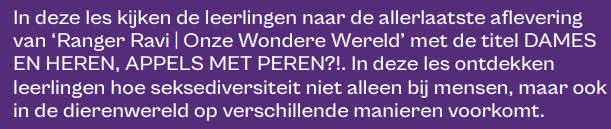 In deze les kijken de leerlingen naar de allerlaatste aflevering
van ‘Ranger Ravi | Onze Wondere Wereld’ met de titel DAMES
EN HEREN, APPELS MET PEREN?!. In deze les ontdekken
leerlingen hoe seksediversiteit niet alleen bij mensen, maar ook
in de dierenwereld op verschillende manieren voorkomt.